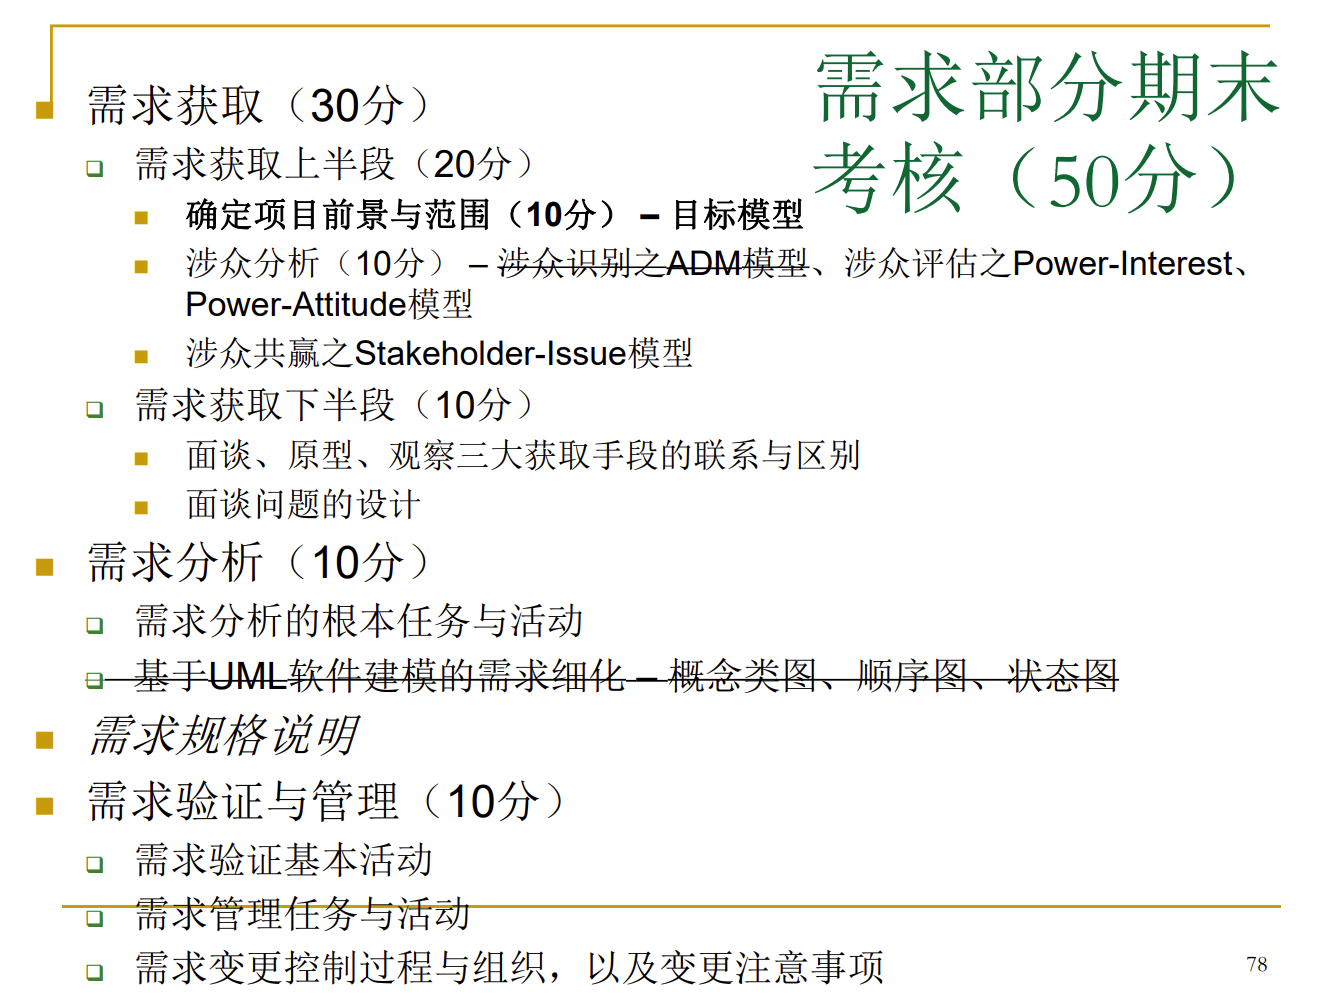 需求部分期末
考核（50分）
需求获取（30分）
需求获取上半段（20分）
确定项目前景与范围（10分） – 目标模型
涉众分析（10分） – 涉众识别之ADM模型、涉众评估之Power-Interest、
Power-Attitude模型
涉众共赢之Stakeholder-Issue模型
需求获取下半段（10分）
面谈、原型、观察三大获取手段的联系与区别
面谈问题的设计
需求分析（10分）
需求分析的根本任务与活动
基于UML软件建模的需求细化 – 概念类图、顺序图、状态图
需求规格说明
需求验证与管理（10分）
需求验证基本活动
需求管理任务与活动
需求变更控制过程与组织，以及变更注意事项
78